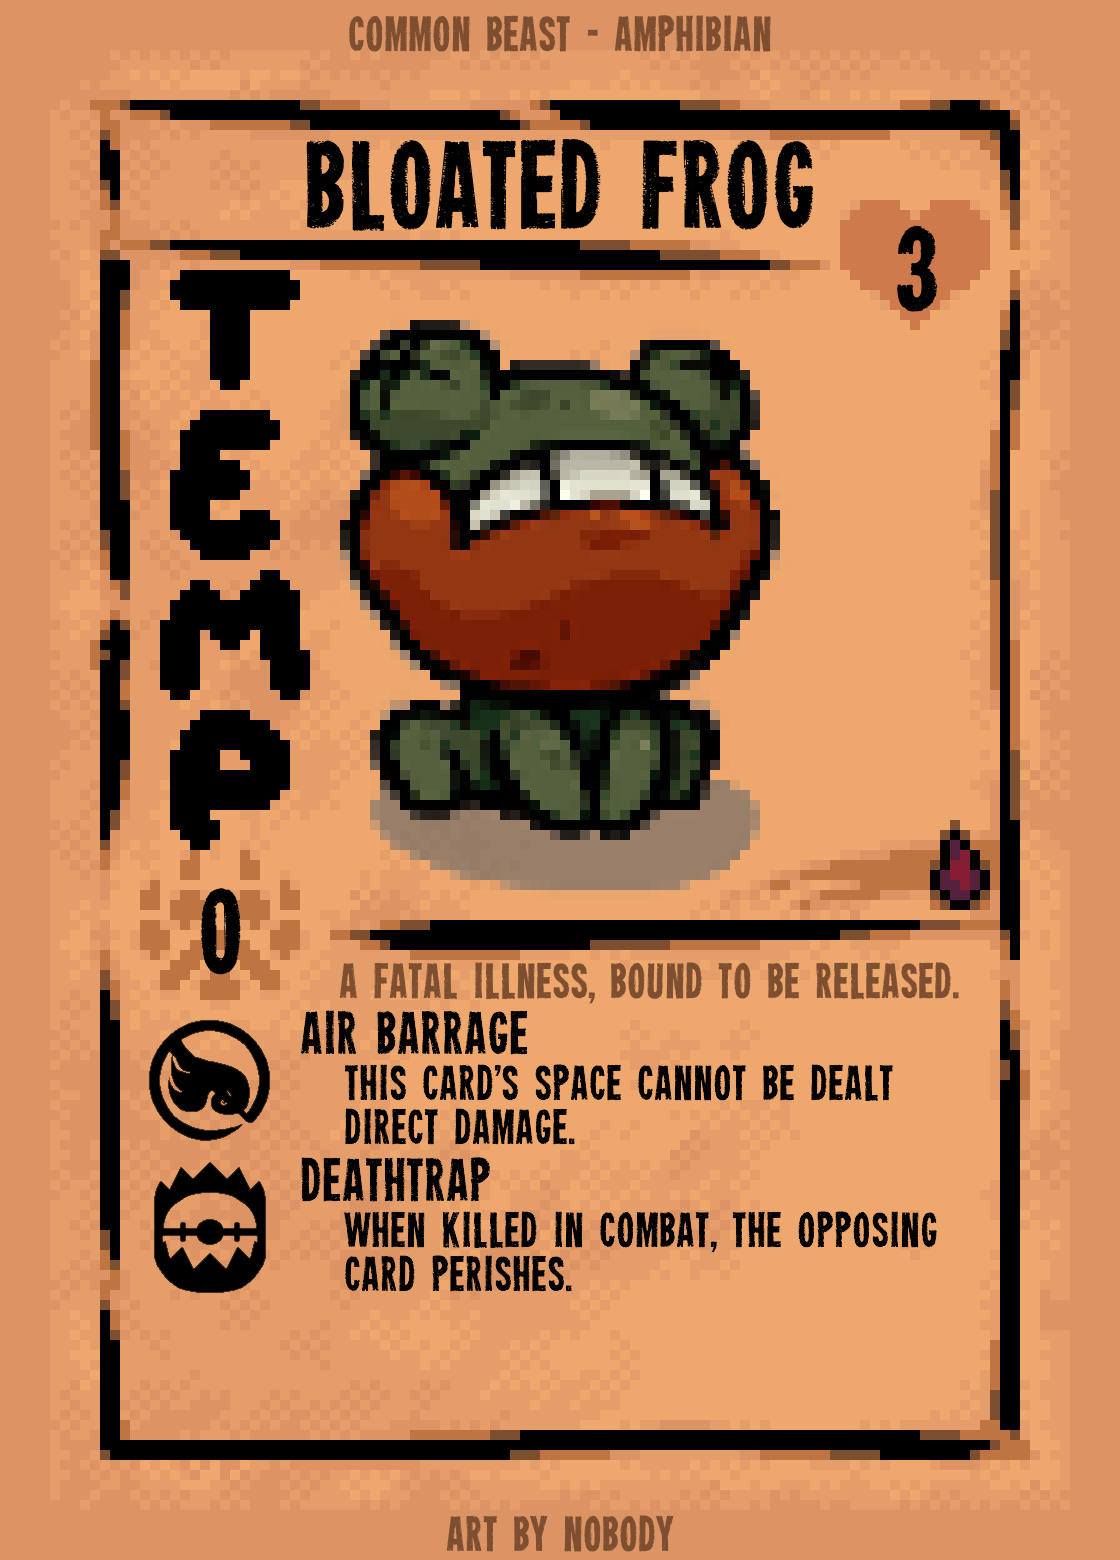 COMMON BEAST - AMPHIBIAN
BLOATED FROG
3
TEMP
0
A FATAL ILLNESS, BOUND TO BE RELEASED.
AIR BARRAGE
THIS CARD'S SPACE CANNOT BE DEALT
DIRECT DAMAGE.
DEATHTRAP
WHEN KILLED IN COMBAT, THE OPPOSING
CARD PERISHES.
ART BY NOBODY